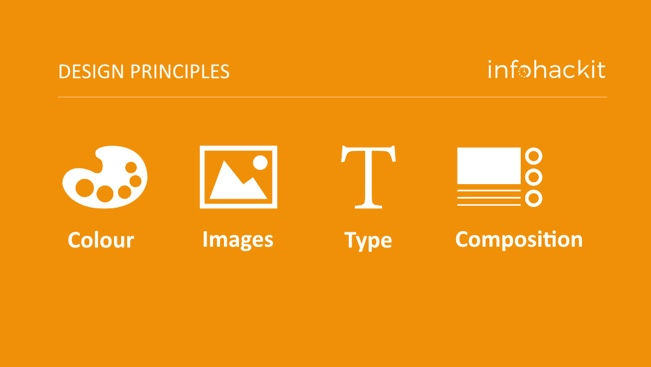 DESIGN PRINCIPLES
infohackit
T
Colour
Images
Type
Composition